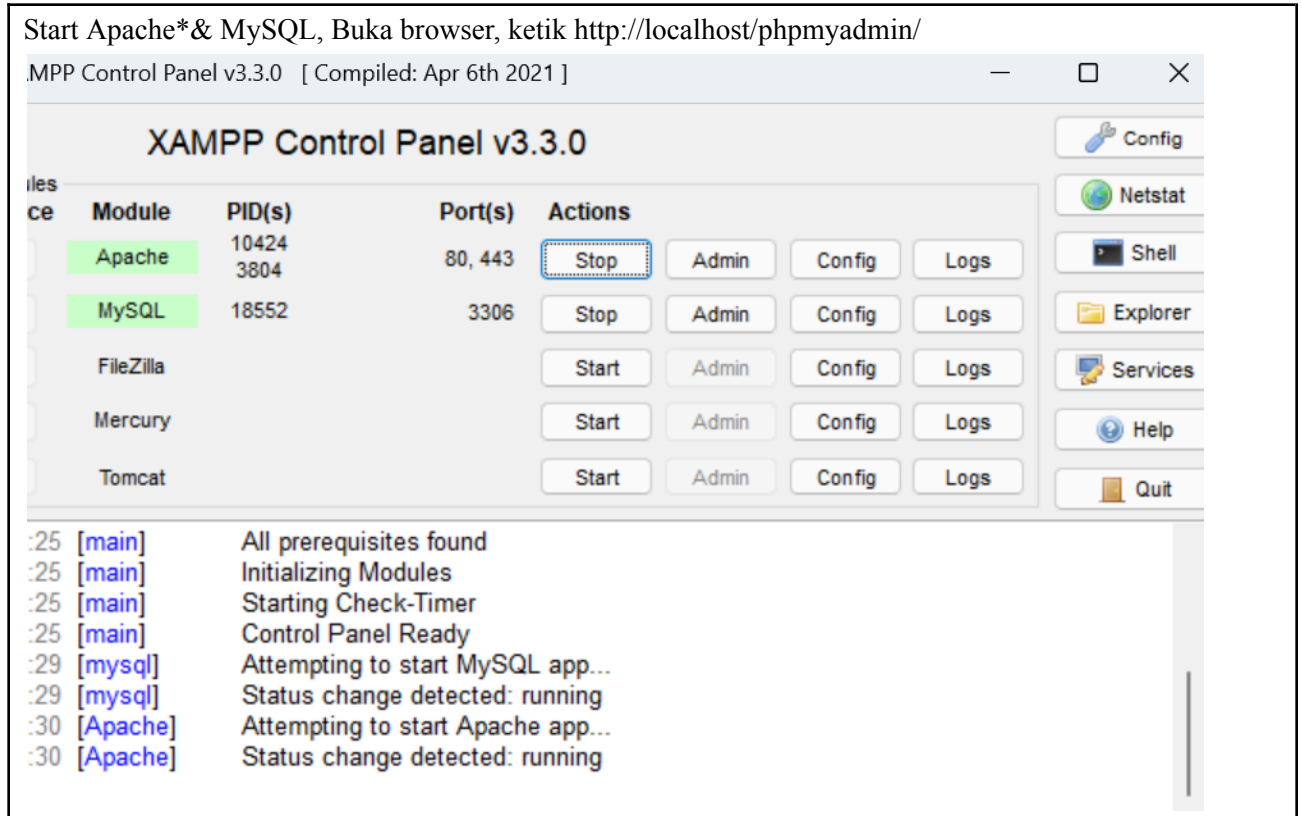 Start Apache*& MySQL, Buka browser, ketik http://localhost/phpmyadmin/
MPP Control Panel v3.3.0 [ Compiled: Apr 6th 2021 ]
XAMPP Control Panel v3.3.0
Config
Netstat
Module PID(s) Port(s) Actions
Apache 10424 3804 80, 443 Stop Admin Config Logs
Shell
MySQL 18552 3306 Stop Admin Config Logs
Explorer
FileZilla Start Admin Config Logs
Services
Mercury Start Admin Config Logs
Help
Tomcat Start Admin Config Logs
Quit
:25 [main] All prerequisites found
:25 [main] Initializing Modules
:25 [main] Starting Check-Timer
:25 [main] Control Panel Ready
:29 [mysql] Attempting to start MySQL app...
:29 [mysql] Status change detected: running
:30 [Apache] Attempting to start Apache app...
:30 [Apache] Status change detected: running